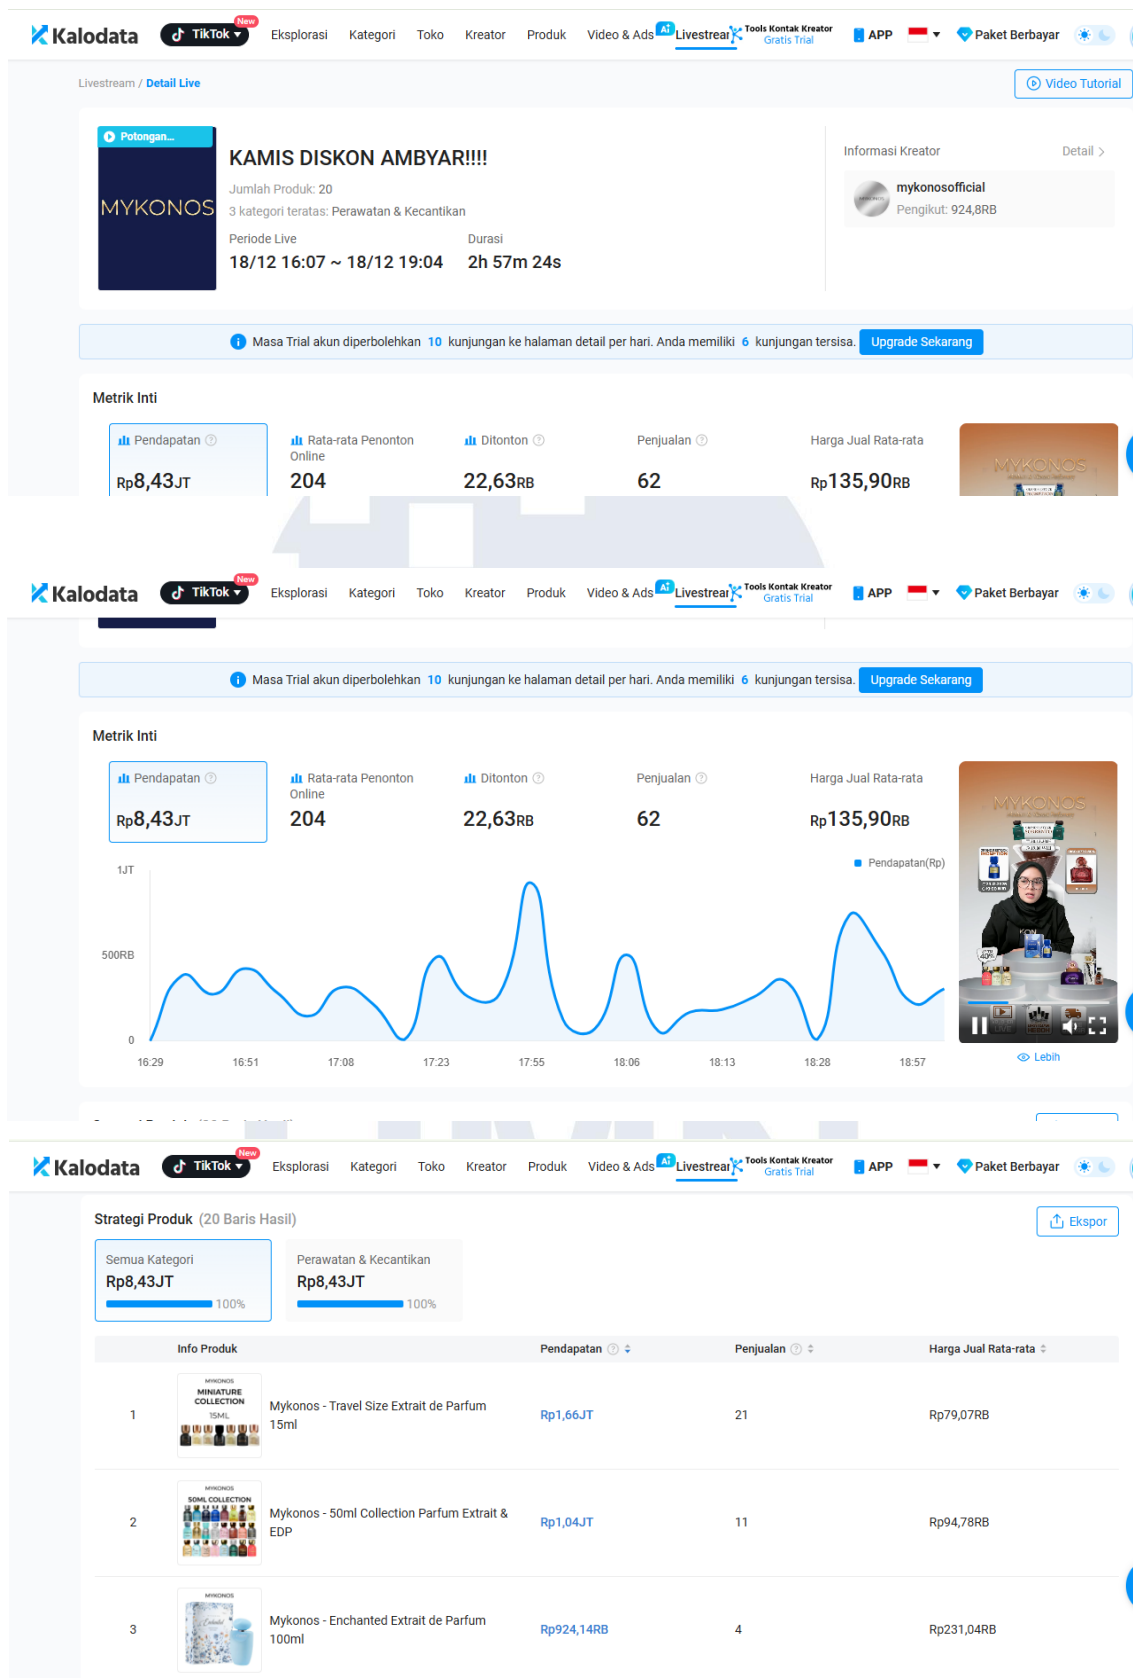 Kalodata TikTok New Eksplorasi Kategori Toko Kreator Produk Video & Ads AI Livestrear Tools Kontak Kreator Gratis Trial APP Paket Berbayar
Livestream / Detail Live
Video Tutorial
Potongan...
MYKONOS
KAMIS DISKON AMBYAR!!!!
Jumlah Produk: 20
3 kategori teratas: Perawatan & Kecantikan
Periode Live Durasi
18/12 16:07 ~ 18/12 19:04 2h 57m 24s
Informasi Kreator Detail >
mykonosofficial
Pengikut: 924,8RB
Masa Trial akun diperbolehkan 10 kunjungan ke halaman detail per hari. Anda memiliki 6 kunjungan tersisa. Upgrade Sekarang
Metrik Inti
Pendapatan Rata-rata Penonton Online Ditonton Penjualan Harga Jual Rata-rata
Rp8,43JT 204 22,63RB 62 Rp135,90RB
MYKONOS
Kalodata TikTok New Eksplorasi Kategori Toko Kreator Produk Video & Ads AI Livestrear Tools Kontak Kreator Gratis Trial APP Paket Berbayar
Masa Trial akun diperbolehkan 10 kunjungan ke halaman detail per hari. Anda memiliki 6 kunjungan tersisa. Upgrade Sekarang
Metrik Inti
Pendapatan Rata-rata Penonton Online Ditonton Penjualan Harga Jual Rata-rata
Rp8,43JT 204 22,63RB 62 Rp135,90RB
MYKONOS
Pendapatan(Rp)
1JT
500RB
0
16:29 16:51 17:08 17:23 17:55 18:06 18:13 18:28 18:57
40%
Lebih
Kalodata TikTok New Eksplorasi Kategori Toko Kreator Produk Video & Ads AI Livestrear Tools Kontak Kreator Gratis Trial APP Paket Berbayar
Strategi Produk (20 Baris Hasil)
Ekspor
Semua Kategori Perawatan & Kecantikan
Rp8,43JT Rp8,43JT
100% 100%
Info Produk Pendapatan Penjualan Harga Jual Rata-rata
MYKONOS
MINIATURE
COLLECTION
15ML
1 Mykonos - Travel Size Extrait de Parfum 15ml Rp1,66JT 21 Rp79,07RB
MYKONOS
50ML COLLECTION
2 Mykonos - 50ml Collection Parfum Extrait & EDP Rp1,04JT 11 Rp94,78RB
MYKONOS
Enchanted
3 Mykonos - Enchanted Extrait de Parfum 100ml Rp924,14RB 4 Rp231,04RB